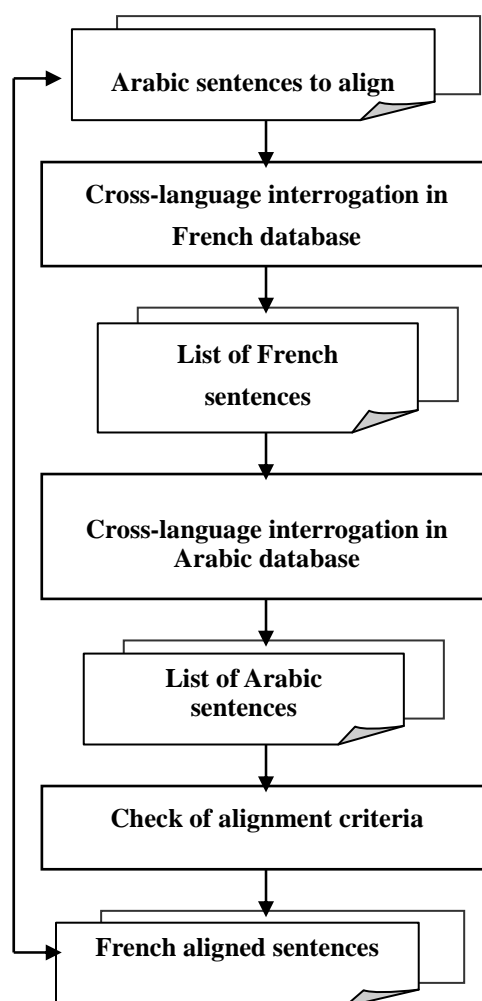 Arabic sentences to align
Cross-language interrogation in
French database
List of French
sentences
Cross-language interrogation in
Arabic database
List of Arabic
sentences
Check of alignment criteria
French aligned sentences